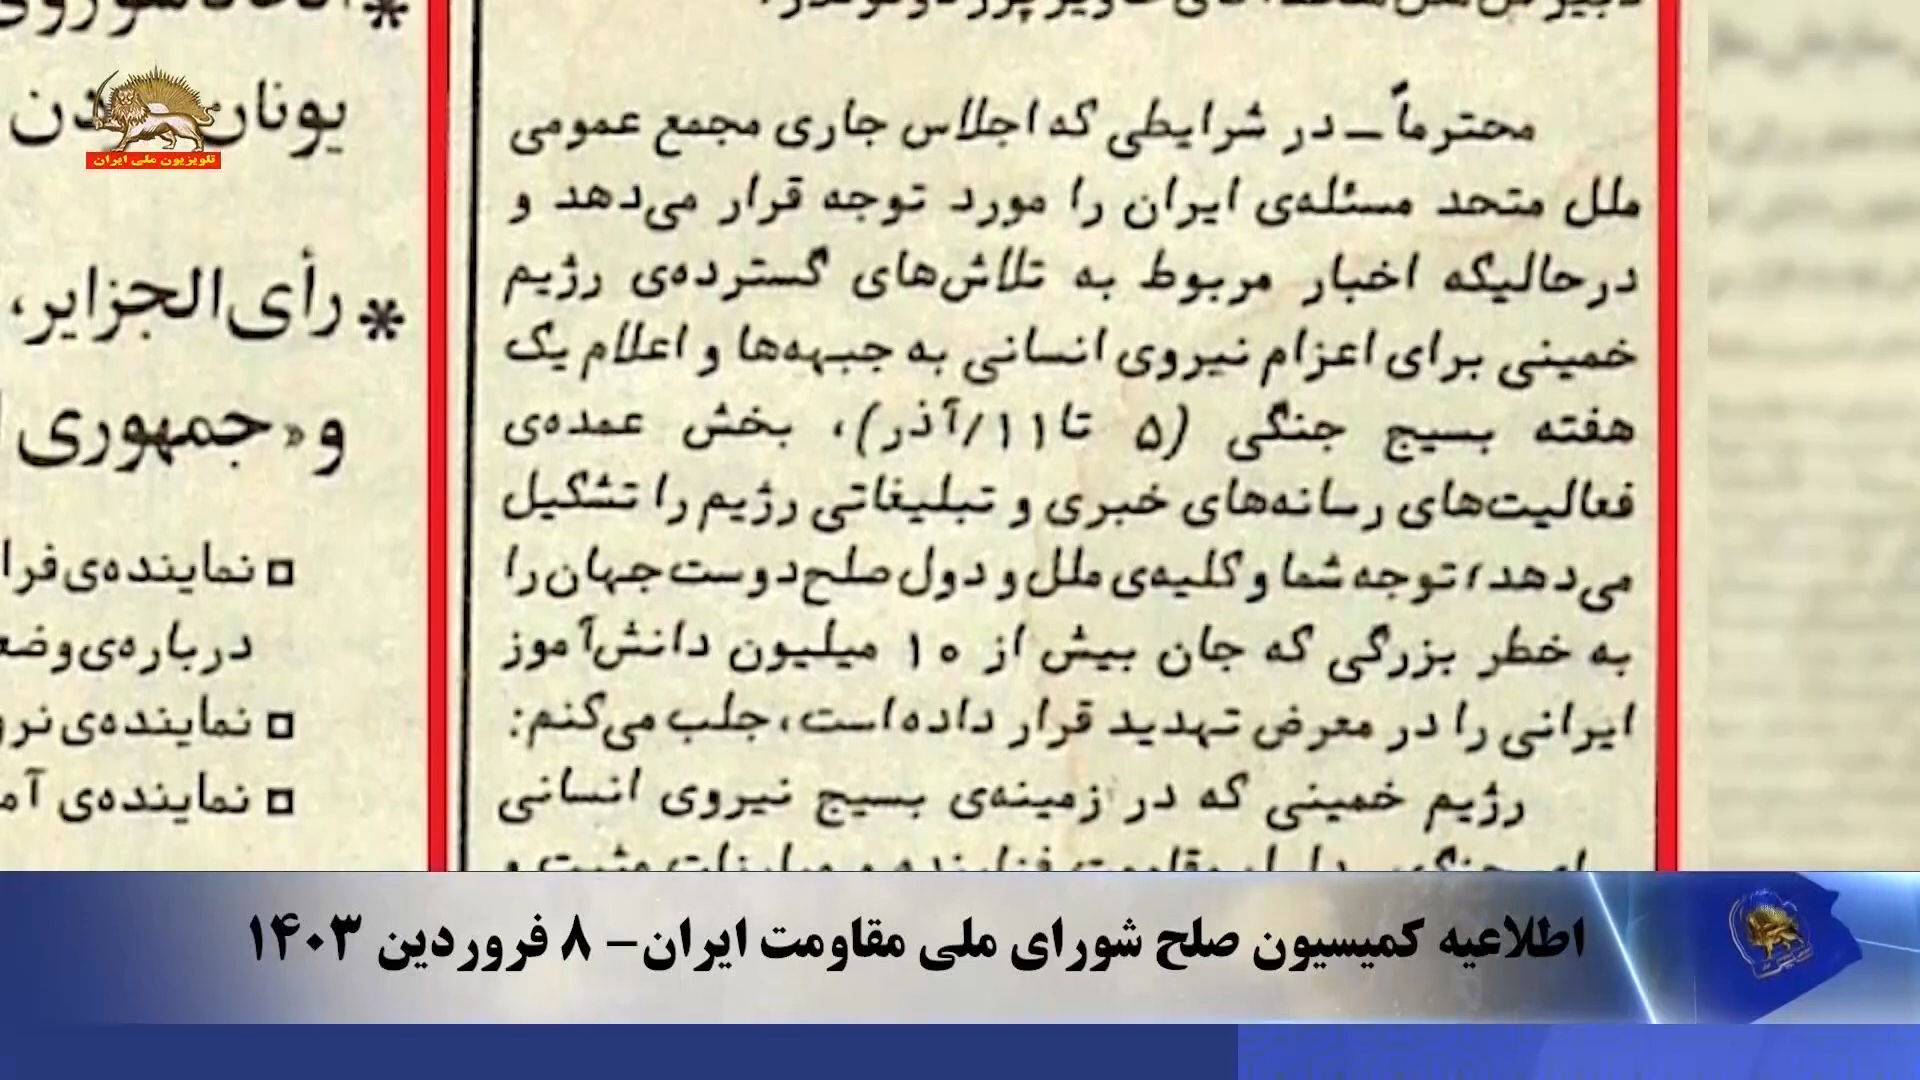 محترماً ــ در شرایطی که اجلاس جاری مجمع عمومی
ملل متحد مسئله‌ی ایران را مورد توجه قرار می‌دهد و
درحالیکه اخبار مربوط به تلاش‌های گسترده‌ی رژیم
خمینی برای اعزام نیروی انسانی به جبهه‌ها و اعلام یک
هفته بسیج جنگی (۵ تا۱۱/آذر)، بخش عمده‌ی
فعالیت‌های رسانه‌های خبری و تبلیغاتی رژیم را تشکیل
می‌دهد؛ توجه شما و کلیه‌ی ملل و دول صلح‌دوست جهان را
به خطر بزرگی که جان بیش از ۱۰ میلیون دانش‌آموز
ایرانی را در معرض تهدید قرار داده است، جلب می‌کنم:
رژیم خمینی که در زمینه‌ی بسیج نیروی انسانی
یونان
* رأی الجزایر،
و «جمهوری
□ نماینده‌ی
درباره‌ی
□ نماینده‌ی
□ نماینده‌ی
تلویزیون ملی ایران
اطلاعیه کمیسیون صلح شورای ملی مقاومت ایران- ۸ فروردین ۱۴۰۳